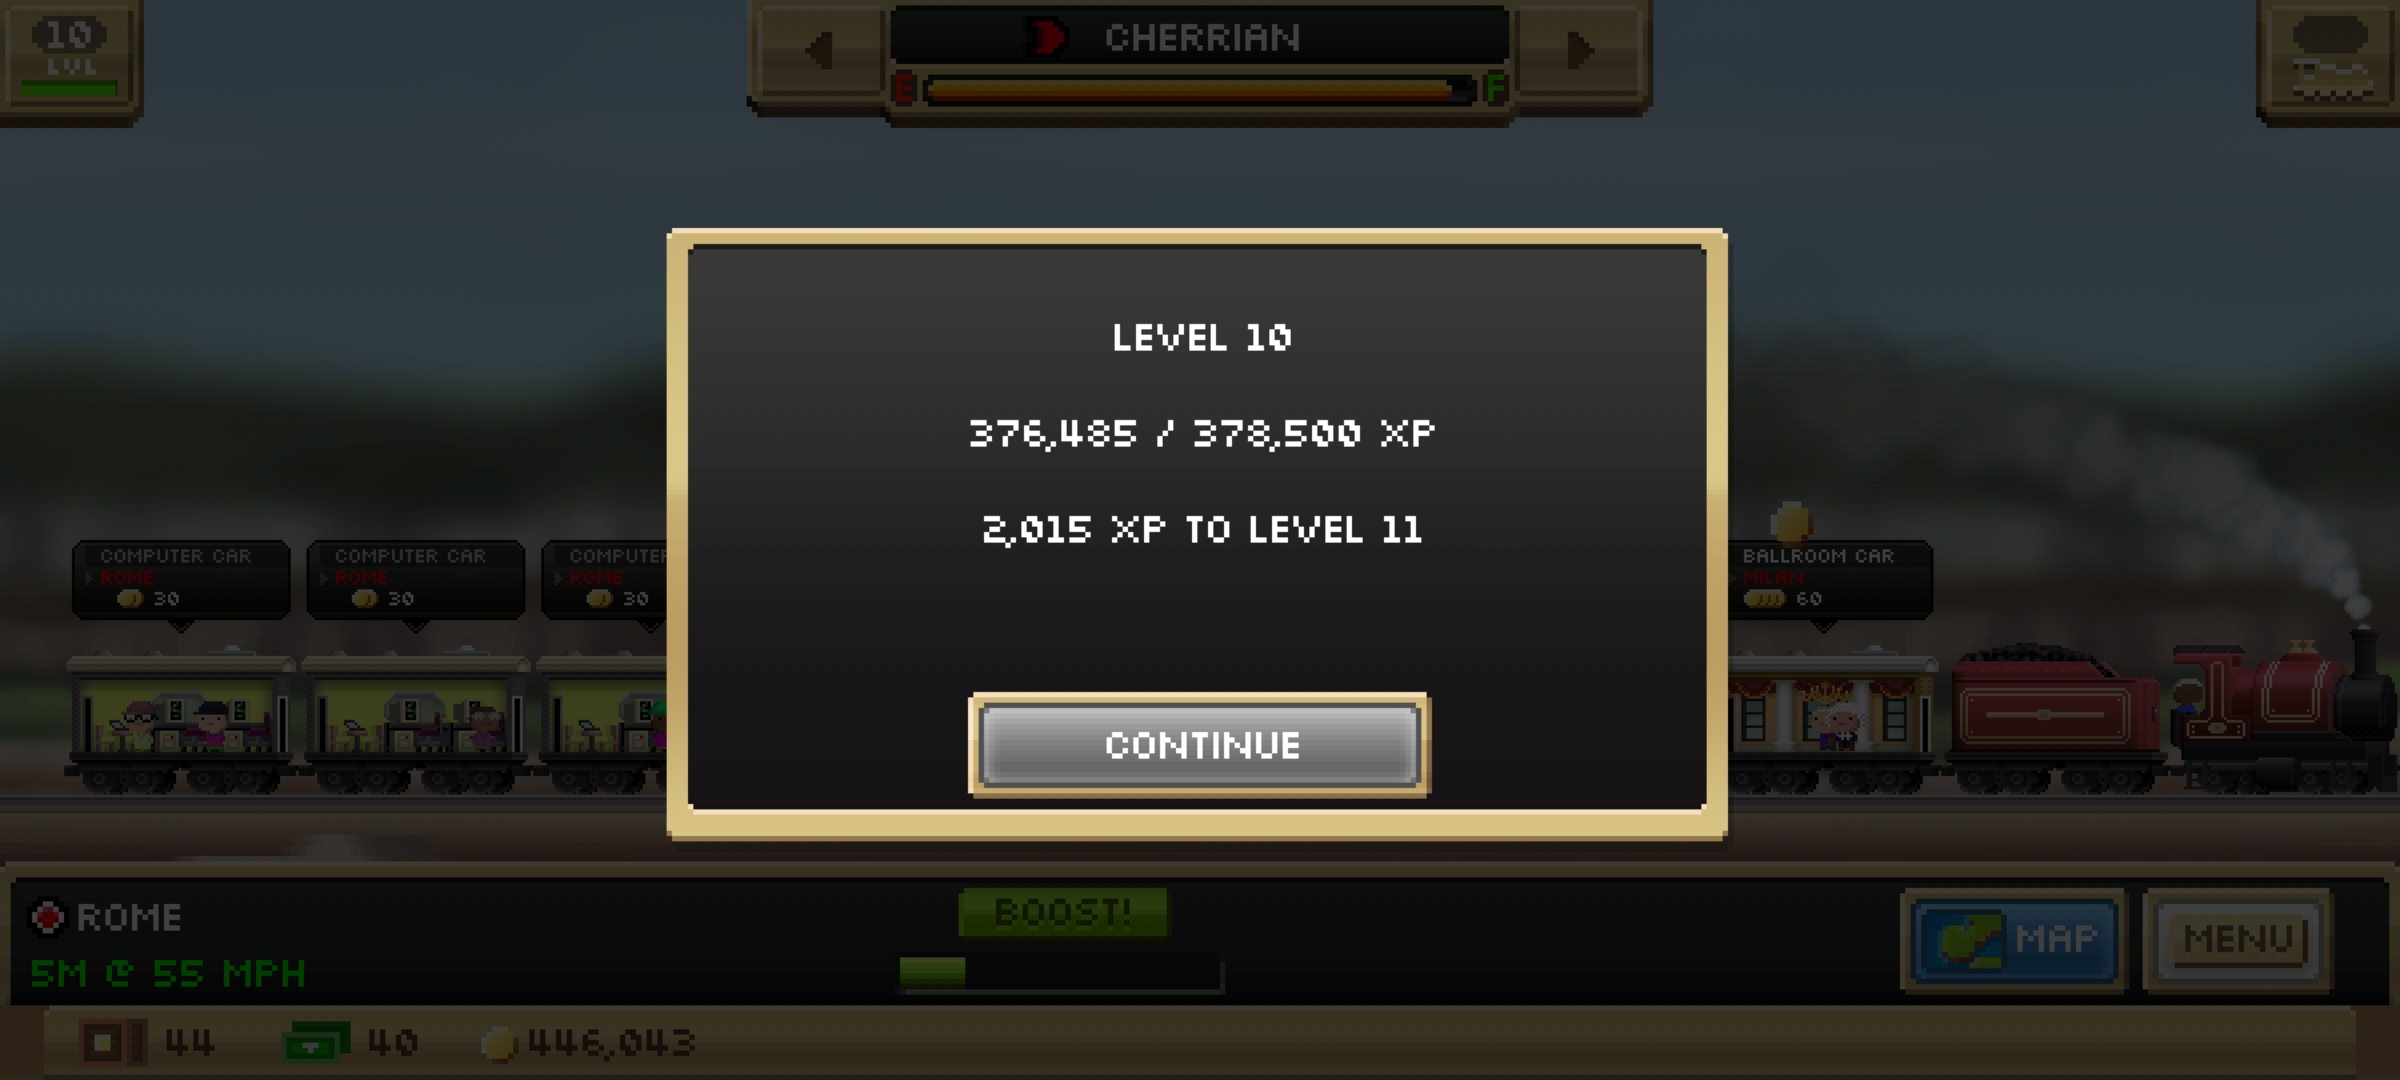 10
LVL
CHERRIAN
E
F
LEVEL 10
376,485 / 378,500 XP
2,015 XP TO LEVEL 11
CONTINUE
COMPUTER CAR
ROME
30
COMPUTER CAR
ROME
30
COMPUTER
ROME
30
BALLROOM CAR
MILAN
60
ROME
5M @ 55 MPH
BOOST!
MAP
MENU
44
40
446,043